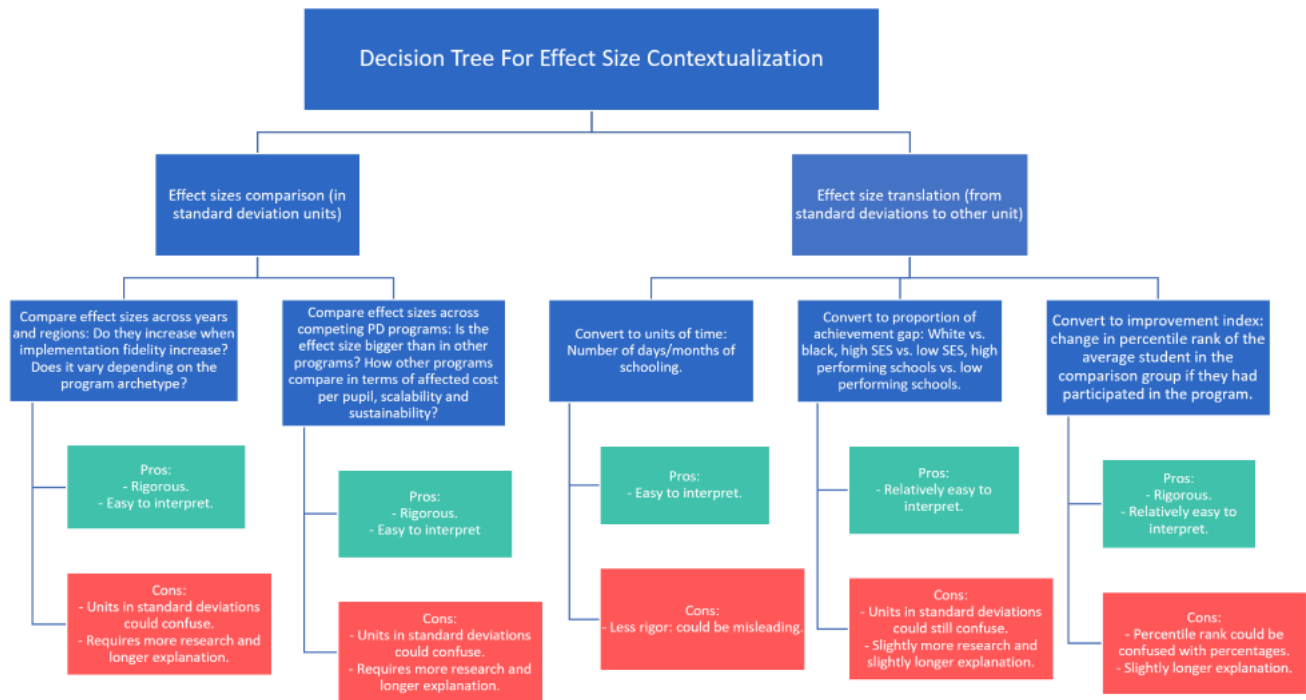 Decision Tree For Effect Size Contextualization
Effect sizes comparison (in
standard deviation units)
Effect size translation (from
standard deviations to other unit)
Compare effect sizes across years
and regions: Do they increase when
implementation fidelity increase?
Does it vary depending on the
program archetype?
Compare effect sizes across
competing PD programs: Is the
effect size bigger than in other
programs? How other programs
compare in terms of affected cost
per pupil, scalability and
sustainability?
Convert to units of time:
Number of days/months of
schooling.
Convert to proportion of
achievement gap: White vs.
black, high SES vs. low SES, high
performing schools vs. low
performing schools.
Convert to improvement index:
change in percentile rank of the
average student in the
comparison group if they had
participated in the program.
Pros:
- Rigorous.
- Easy to interpret.
Pros:
- Rigorous.
- Easy to interpret
Pros:
- Easy to interpret.
Pros:
- Relatively easy to
interpret.
Pros:
- Rigorous.
- Relatively easy to
interpret.
Cons:
- Units in standard deviations
could confuse.
- Requires more research and
longer explanation.
Cons:
- Units in standard deviations
could confuse.
- Requires more research and
longer explanation.
Cons:
- Less rigor: could be misleading.
Cons:
- Units in standard deviations
could still confuse.
- Slightly more research and
slightly longer explanation.
Cons:
- Percentile rank could be
confused with percentages.
- Slightly longer explanation.